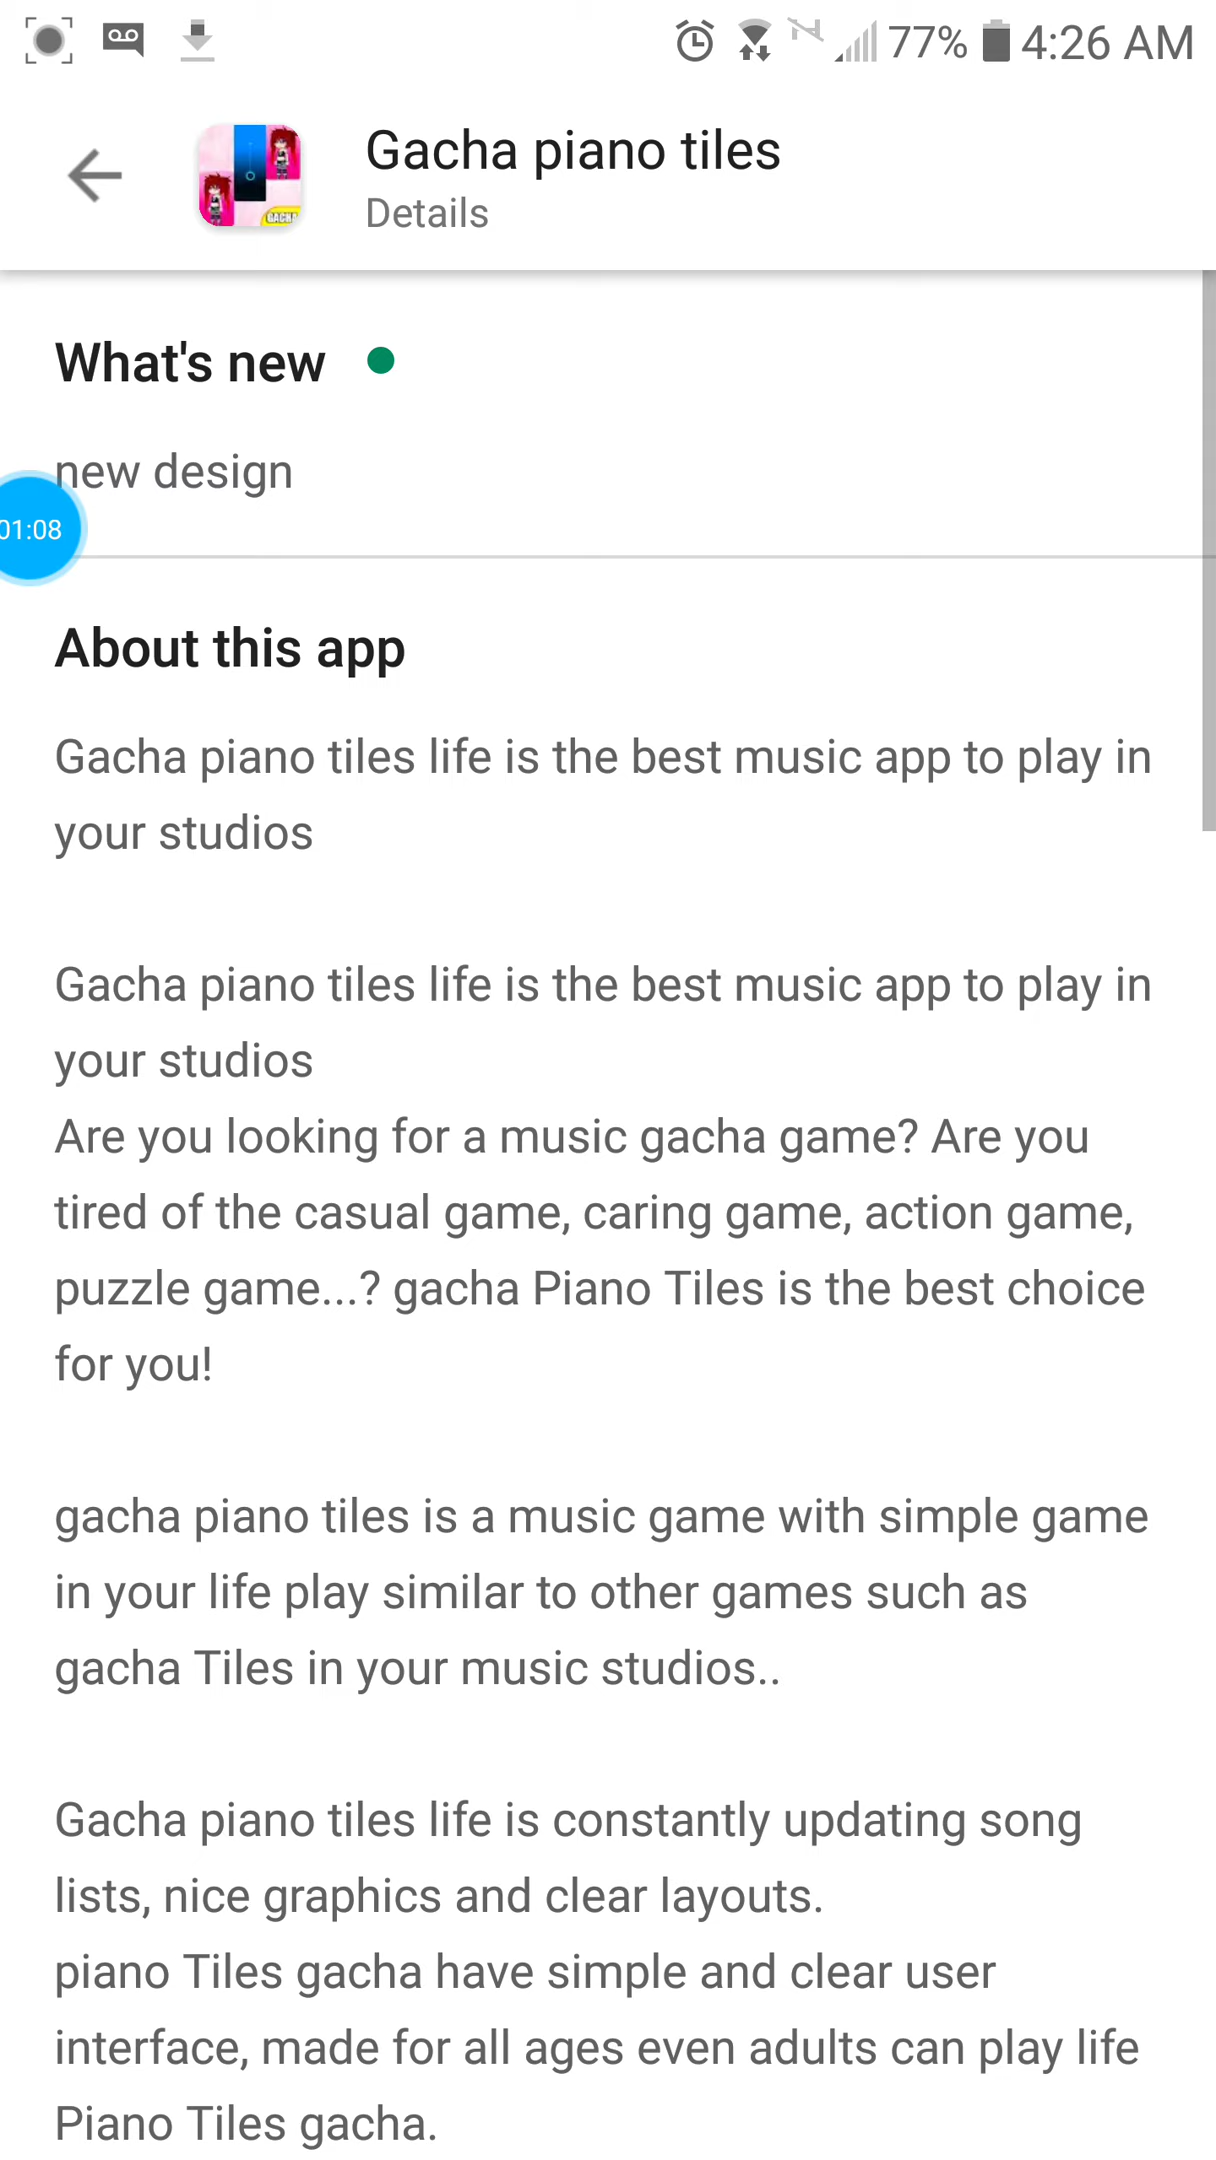 77% 4:26 AM
Gacha piano tiles
Details
GACHA
What's new
new design
01:08
About this app
Gacha piano tiles life is the best music app to play in
your studios
Gacha piano tiles life is the best music app to play in
your studios
Are you looking for a music gacha game? Are you
tired of the casual game, caring game, action game,
puzzle game...? gacha Piano Tiles is the best choice
for you!
gacha piano tiles is a music game with simple game
in your life play similar to other games such as
gacha Tiles in your music studios..
Gacha piano tiles life is constantly updating song
lists, nice graphics and clear layouts.
piano Tiles gacha have simple and clear user
interface, made for all ages even adults can play life
Piano Tiles gacha.